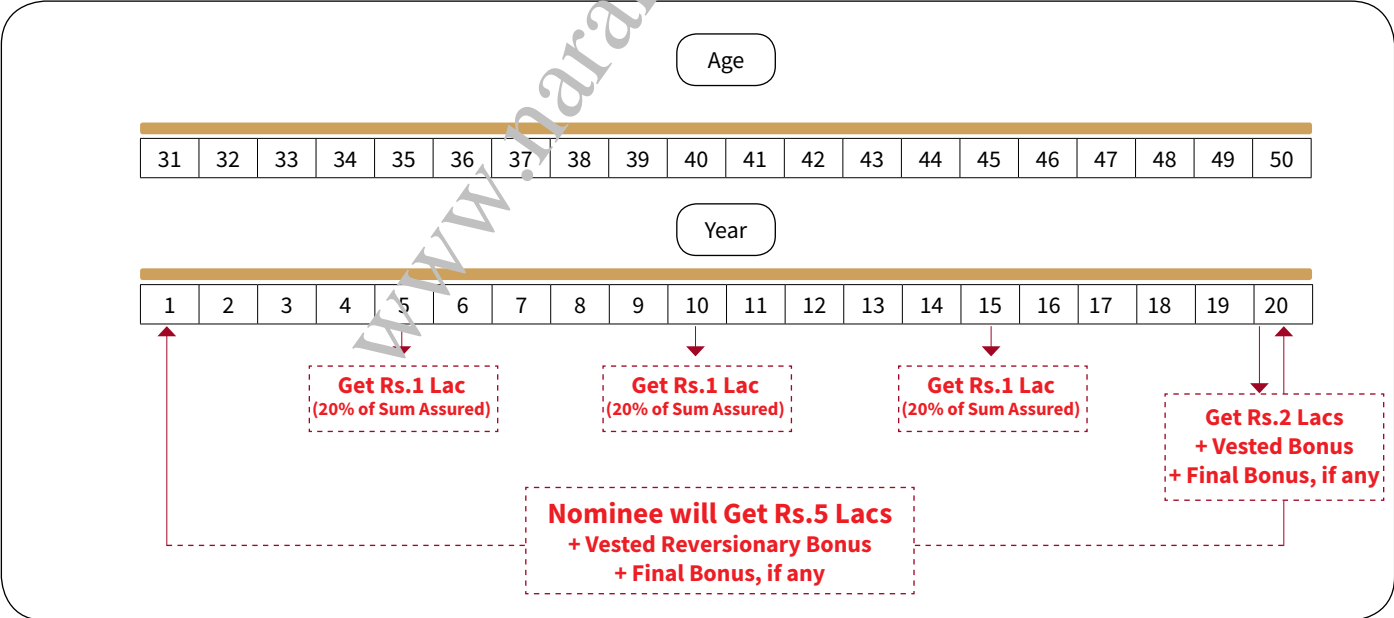 Age
31 32 33 34 35 36 37 38 39 40 41 42 43 44 45 46 47 48 49 50
Year
1 2 3 4 5 6 7 8 9 10 11 12 13 14 15 16 17 18 19 20
Get Rs.1 Lac
(20% of Sum Assured)
Get Rs.1 Lac
(20% of Sum Assured)
Get Rs.1 Lac
(20% of Sum Assured)
Get Rs.2 Lacs
+ Vested Bonus
+ Final Bonus, if any
Nominee will Get Rs.5 Lacs
+ Vested Reversionary Bonus
+ Final Bonus, if any